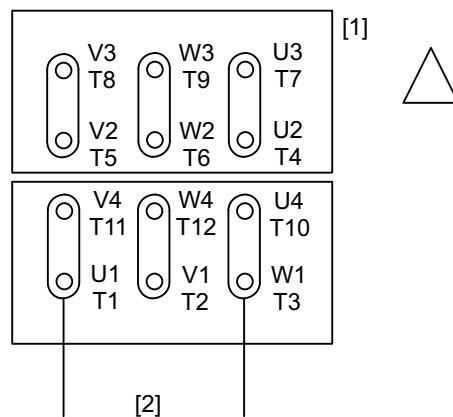 [1]
V3 W3 U3
T8 T9 T7
V2 W2 U2
T5 T6 T4
V4 W4 U4
T11 T12 T10
U1 V1 W1
T1 T2 T3
[2]